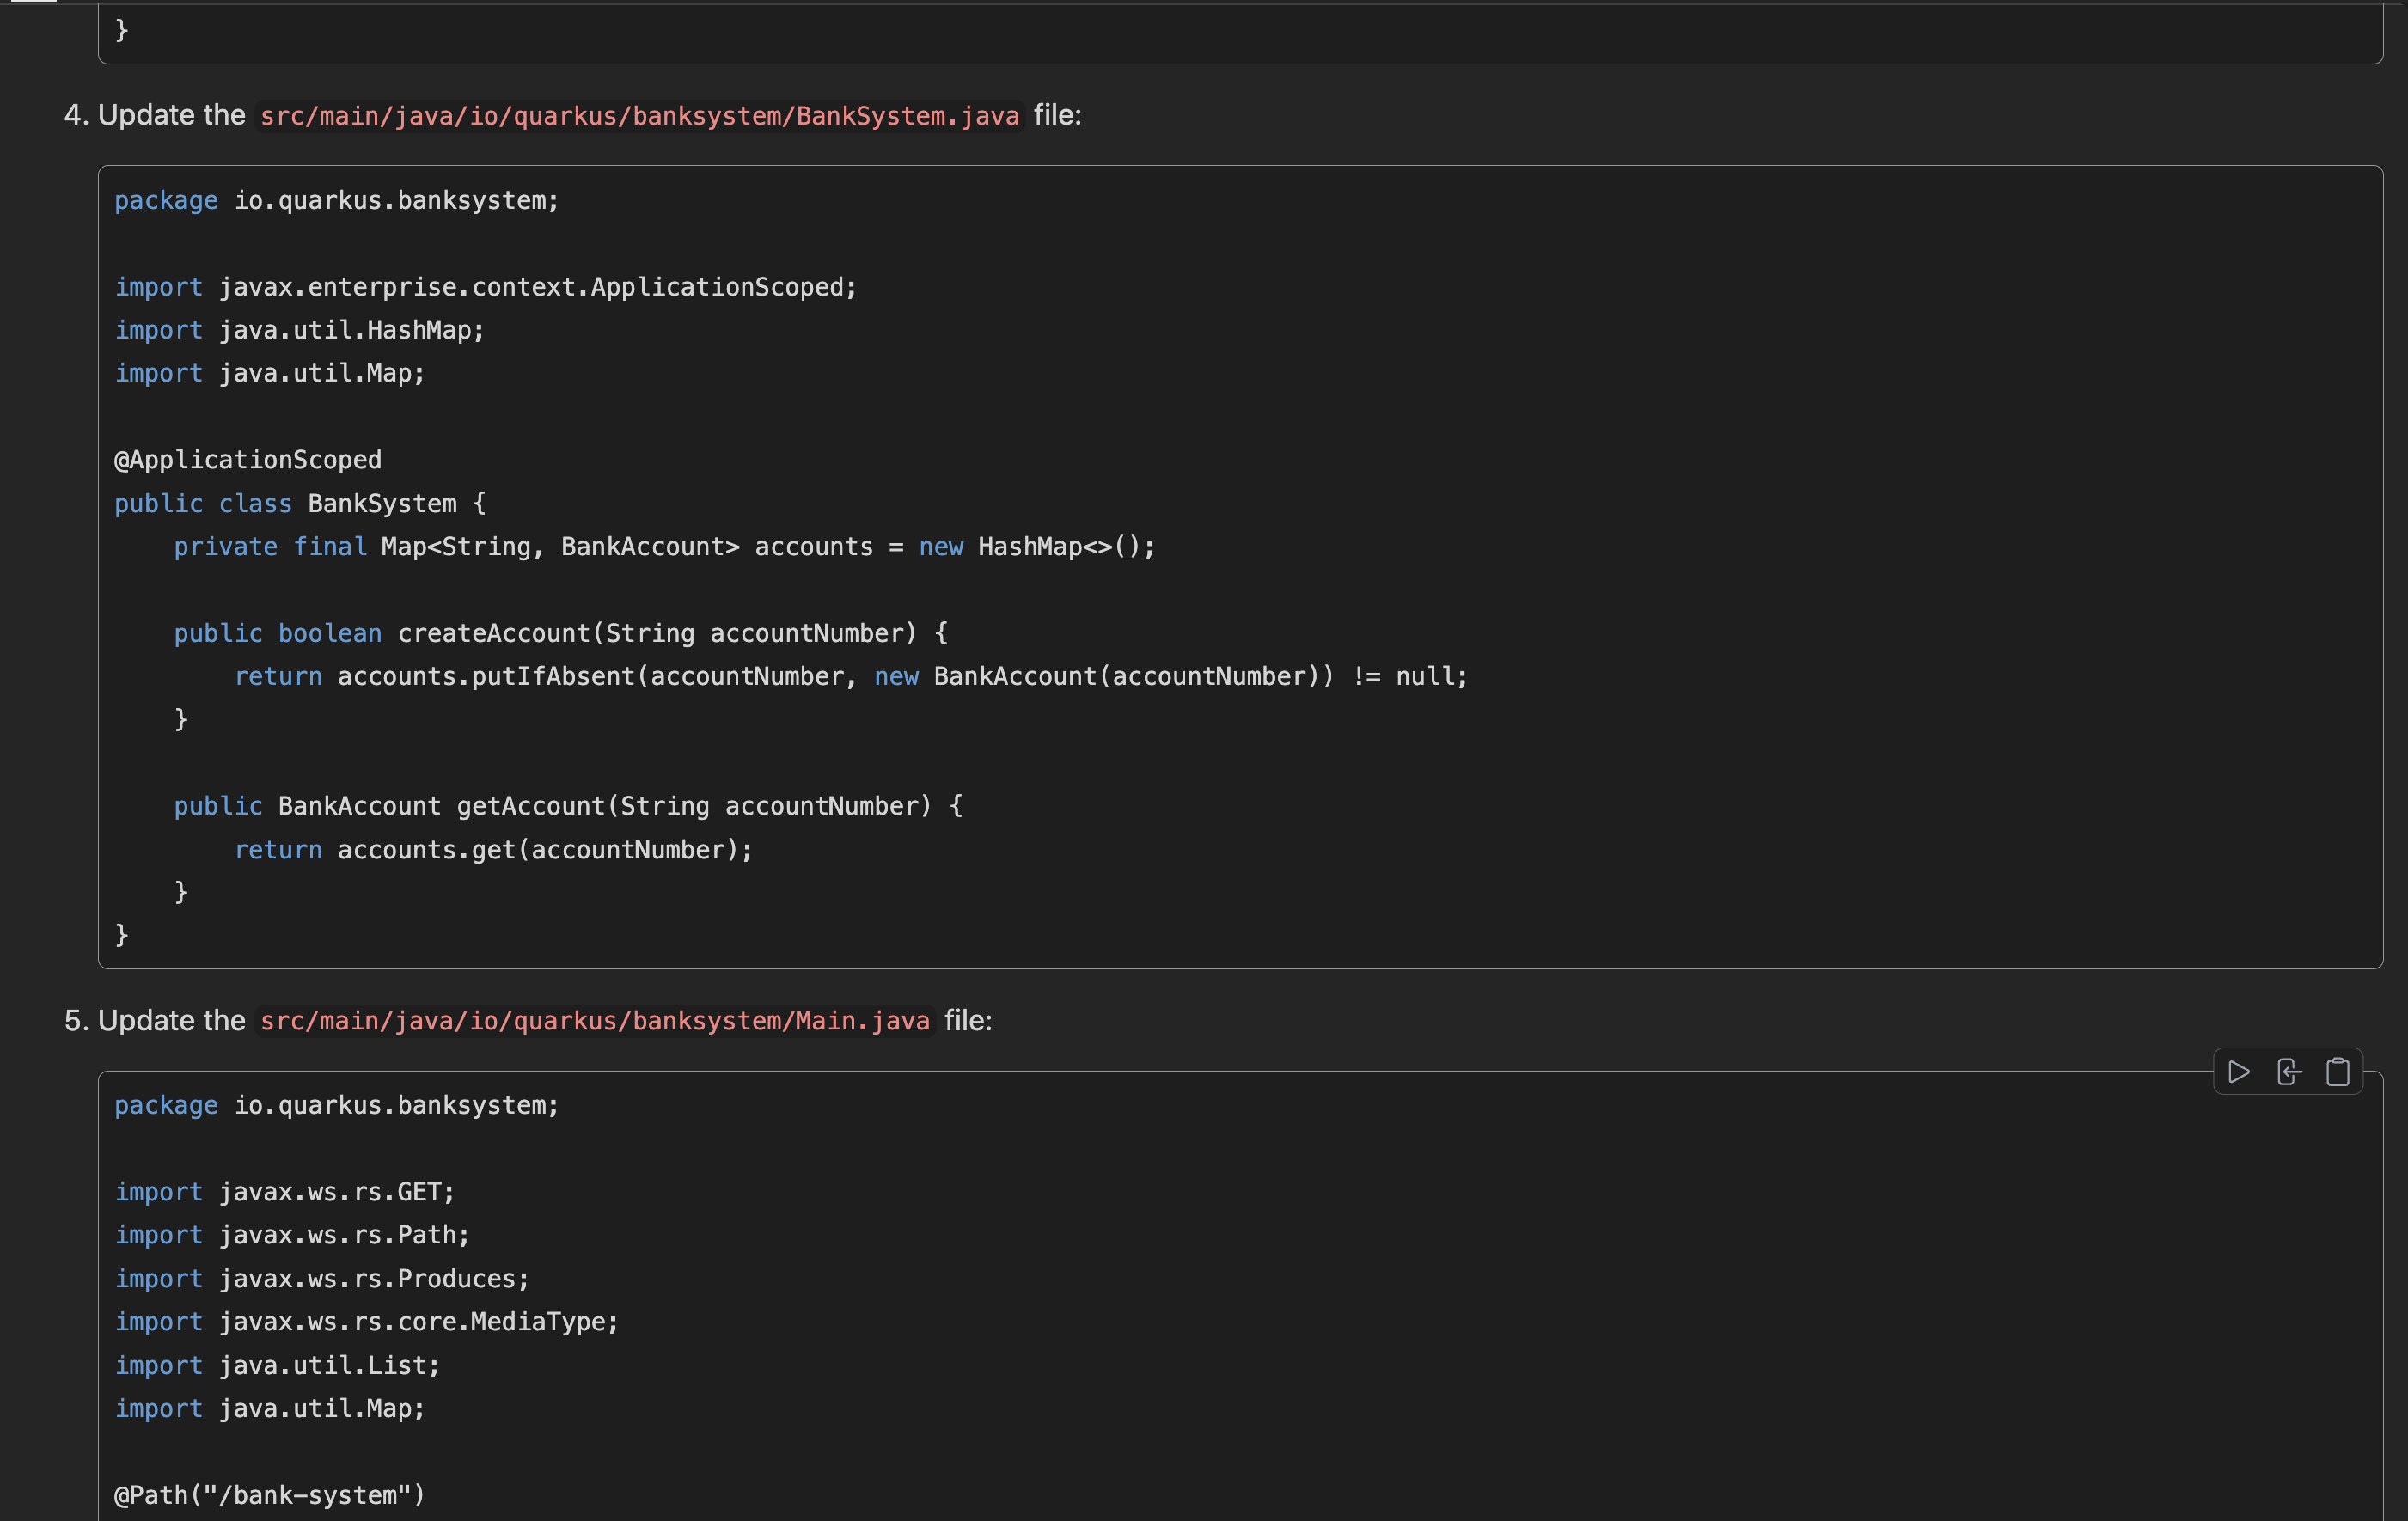 }
4. Update the src/main/java/io/quarkus/banksystem/BankSystem.java file:
package io.quarkus.banksystem;
import javax.enterprise.context.ApplicationScoped;
import java.util.HashMap;
import java.util.Map;
@ApplicationScoped
public class BankSystem {
    private final Map<String, BankAccount> accounts = new HashMap<>();
    public boolean createAccount(String accountNumber) {
        return accounts.putIfAbsent(accountNumber, new BankAccount(accountNumber)) != null;
    }
    public BankAccount getAccount(String accountNumber) {
        return accounts.get(accountNumber);
    }
}
5. Update the src/main/java/io/quarkus/banksystem/Main.java file:
package io.quarkus.banksystem;
import javax.ws.rs.GET;
import javax.ws.rs.Path;
import javax.ws.rs.Produces;
import javax.ws.rs.core.MediaType;
import java.util.List;
import java.util.Map;
@Path("/bank-system")